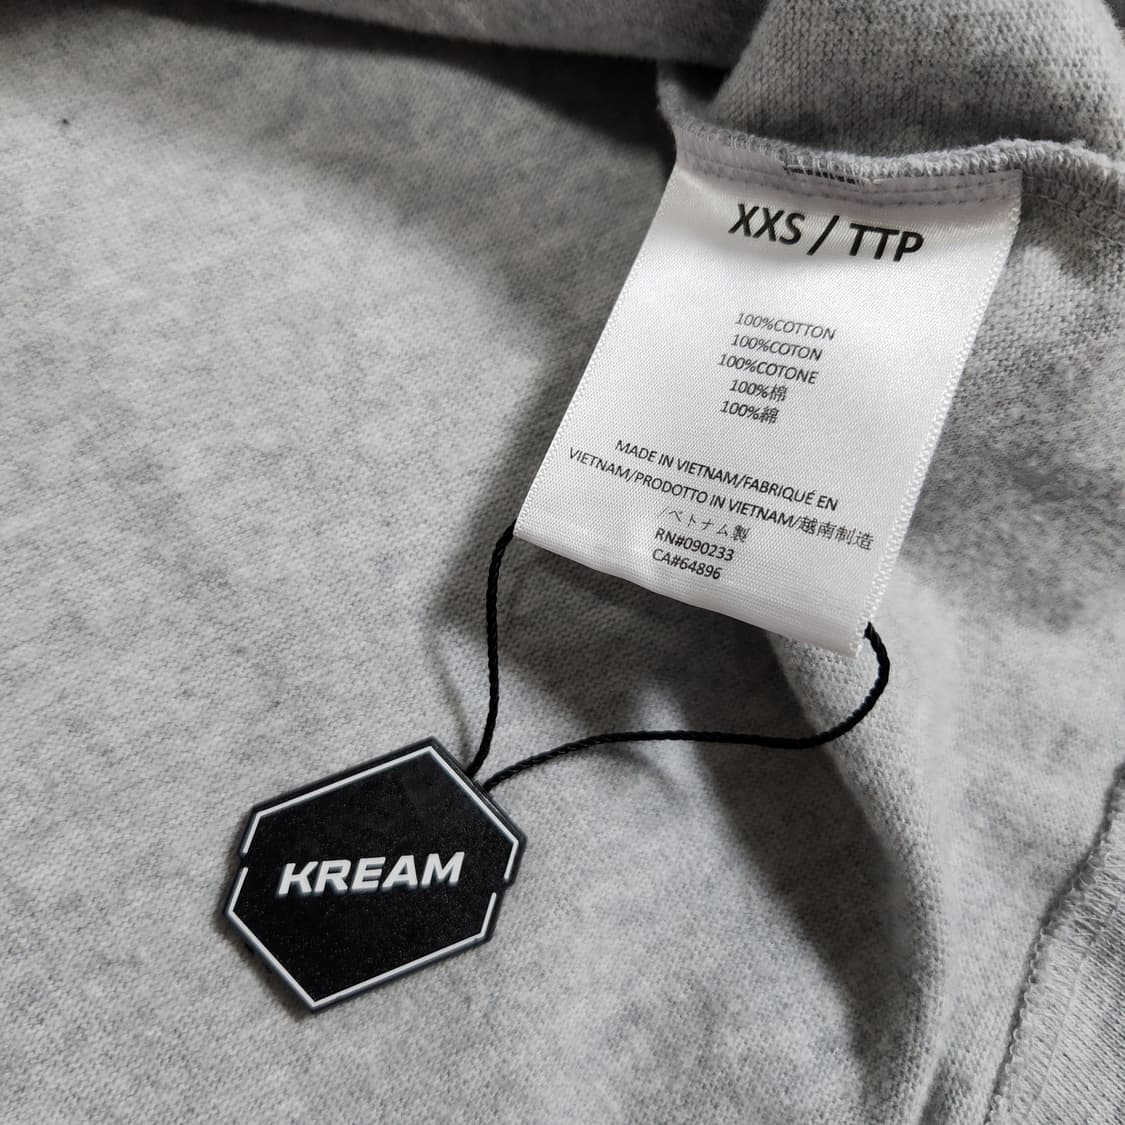 XXS / TTP
100%COTTON
100%COTON
100%COTONE
100%棉
100%綿
MADE IN VIETNAM/FABRIQUÉ EN
VIETNAM/PRODOTTO IN VIETNAM/越南制造
/ベトナム製
RN#090233
CA#64896
KREAM